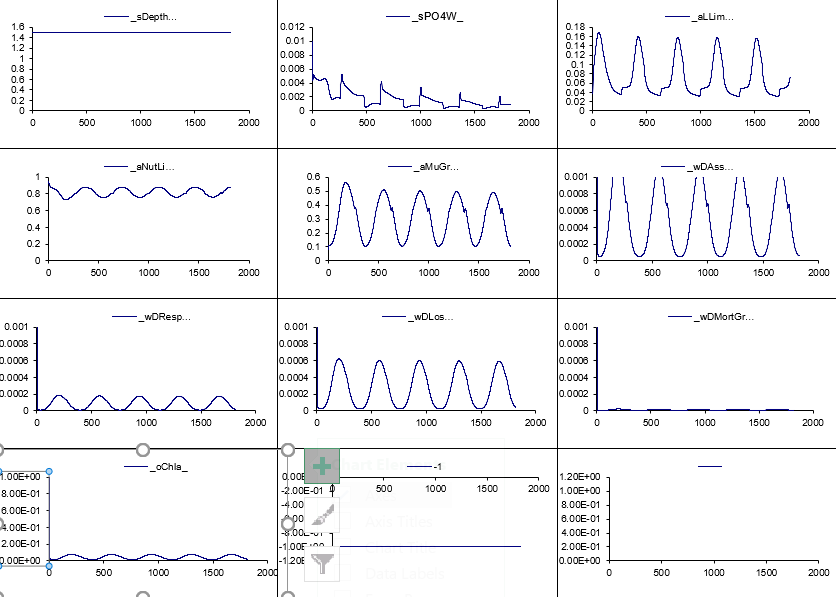 _sDepth...
1.6
1.4
1.2
1
0.8
0.6
0.4
0.2
0
0 500 1000 1500 2000
_sPO4W_
0.012
0.01
0.008
0.006
0.004
0.002
0
0 500 1000 1500 2000
_aLLim...
0.18
0.16
0.14
0.12
0.1
0.08
0.06
0.04
0.02
0
0 500 1000 1500 2000
_aNutLi...
1
0.8
0.6
0.4
0.2
0
0 500 1000 1500 2000
_aMuGr...
0.6
0.5
0.4
0.3
0.2
0.1
0
0 500 1000 1500 2000
_wDAss...
0.001
0.0008
0.0006
0.0004
0.0002
0
0 500 1000 1500 2000
_wDResp...
0.001
0.0008
0.0006
0.0004
0.0002
0
0 500 1000 1500 2000
_wDLos...
0.001
0.0008
0.0006
0.0004
0.0002
0
0 500 1000 1500 2000
_wDMortGr...
0.001
0.0008
0.0006
0.0004
0.0002
0
0 500 1000 1500 2000
_oChla_
1.00E+00
8.00E-01
6.00E-01
4.00E-01
2.00E-01
0.00E+00
0 500 1000 1500 2000
-1
0 500 1000 1500 2000
-2.00E-01
Axis Titles
Data Labels
1.20E+00
1.00E+00
8.00E-01
6.00E-01
4.00E-01
2.00E-01
0.00E+00
0 500 1000 1500 2000